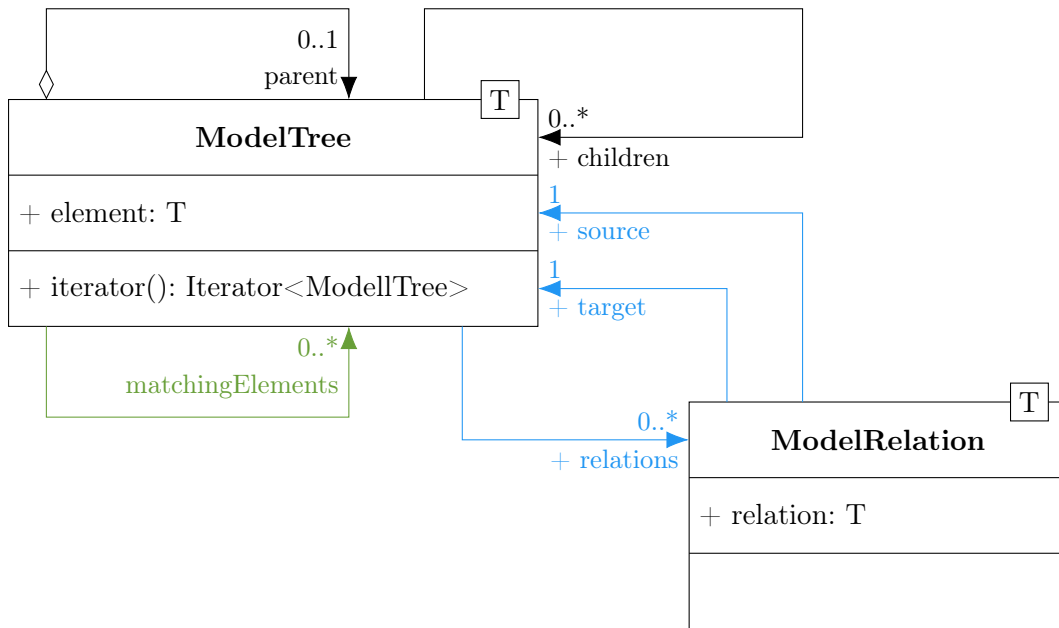 0..1
parent
T
ModelTree
0..*
+ children
+ element: T
1
+ source
+ iterator(): Iterator<ModellTree>
1
+ target
0..*
matchingElements
0..*
+ relations
T
ModelRelation
+ relation: T